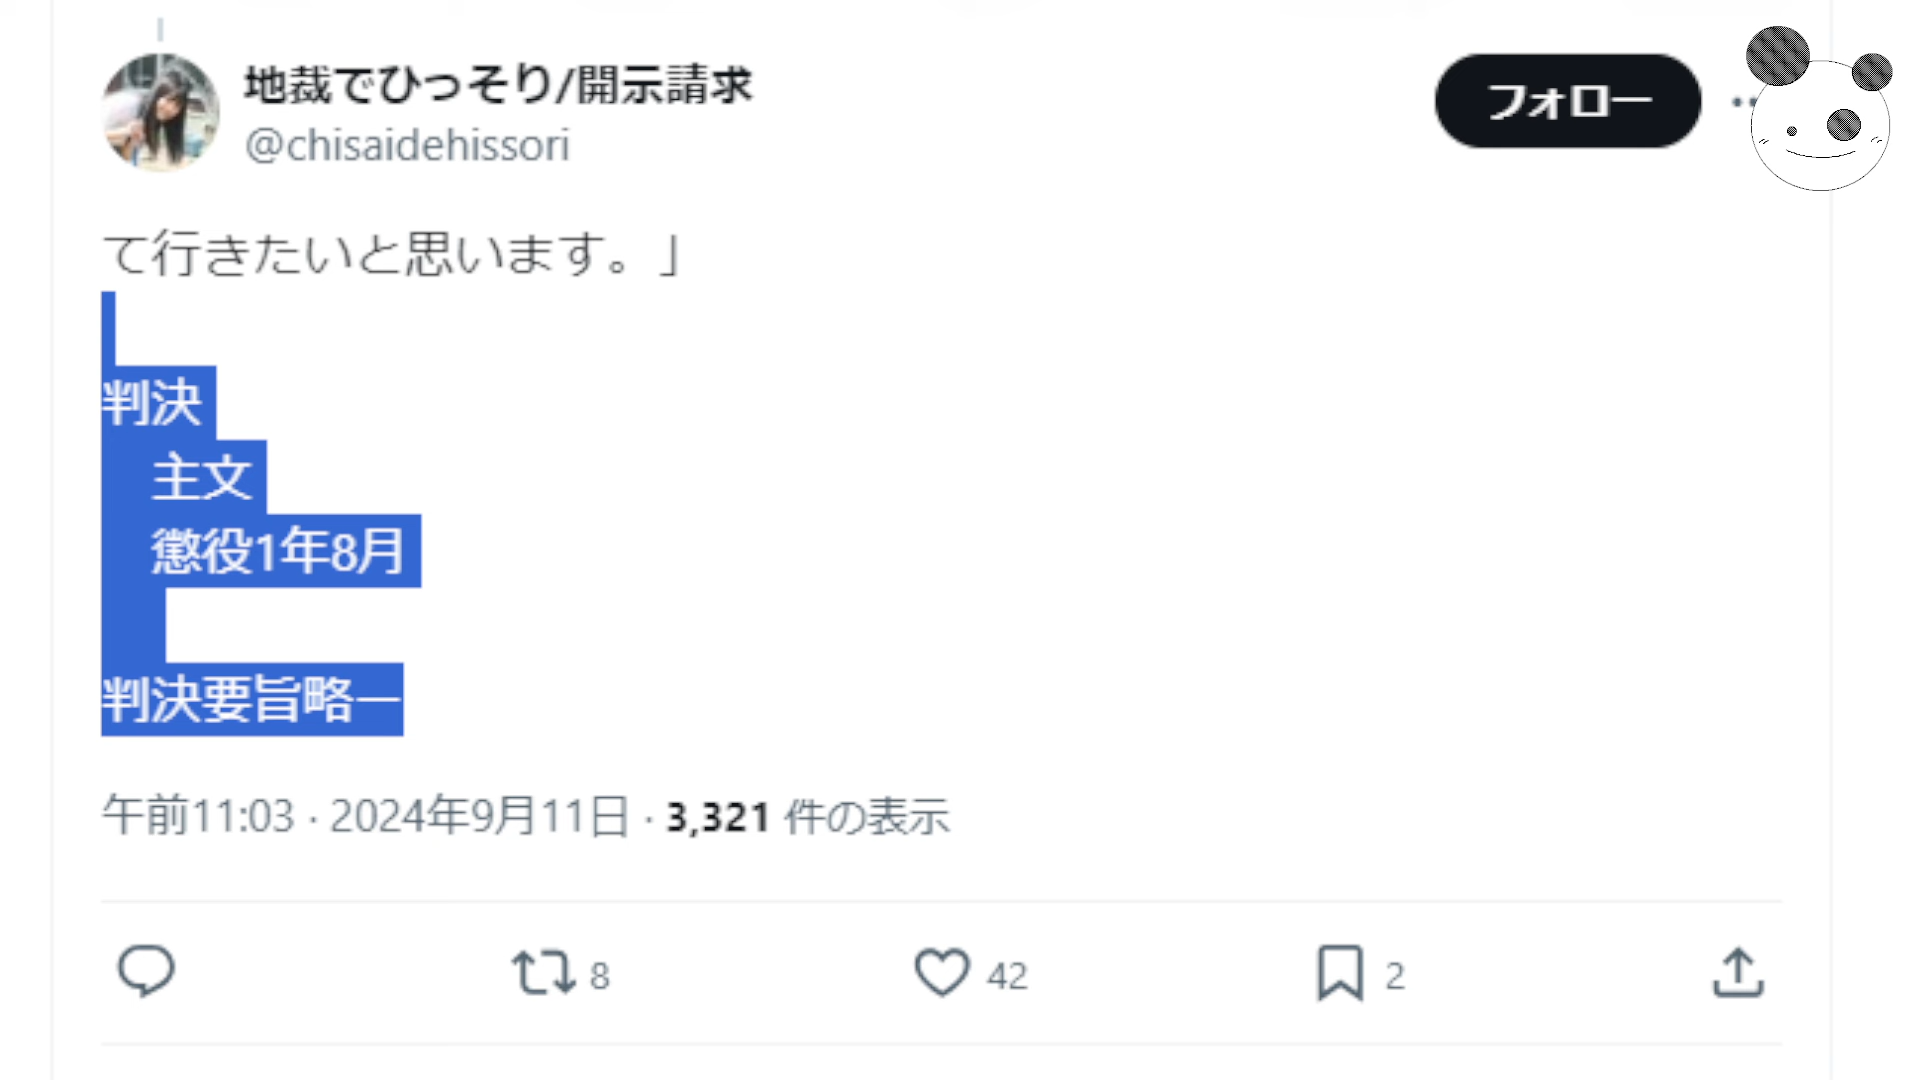 地裁でひっそり/開示請求
@chisaidehissori
フォロー
て行きたいと思います。」
判決
主文
懲役1年8月
判決要旨略一
午前11:03 · 2024年9月11日 · 3,321 件の表示
8
42
2